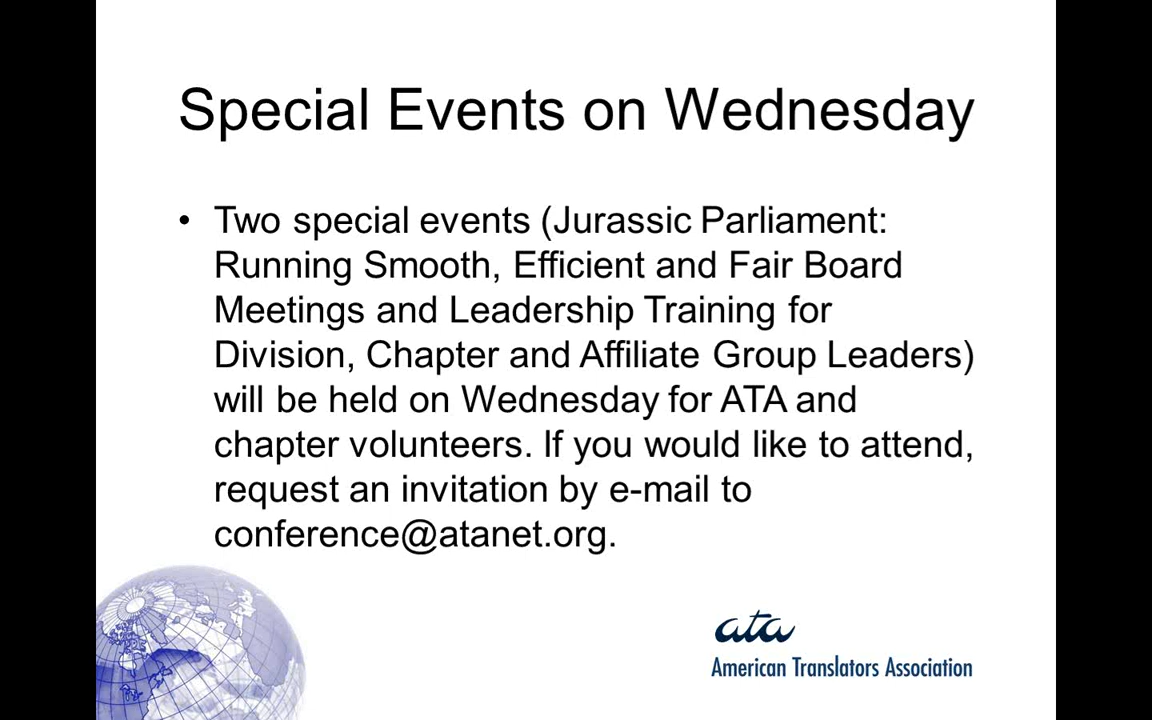 Special Events on Wednesday
• Two special events (Jurassic Parliament:
Running Smooth, Efficient and Fair Board
Meetings and Leadership Training for
Division, Chapter and Affiliate Group Leaders)
will be held on Wednesday for ATA and
chapter volunteers. If you would like to attend,
request an invitation by e-mail to
conference@atanet.org.
ata
American Translators Association